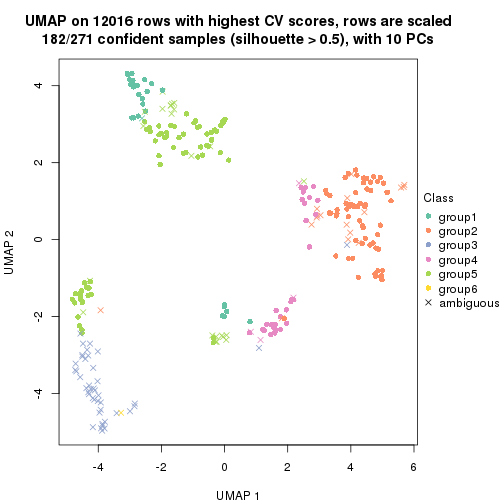 UMAP on 12016 rows with highest CV scores, rows are scaled
182/271 confident samples (silhouette > 0.5), with 10 PCs
4
2
0
-2
-4
UMAP 2
-4
-2
0
2
4
6
UMAP 1
Class
group1
group2
group3
group4
group5
group6
ambiguous